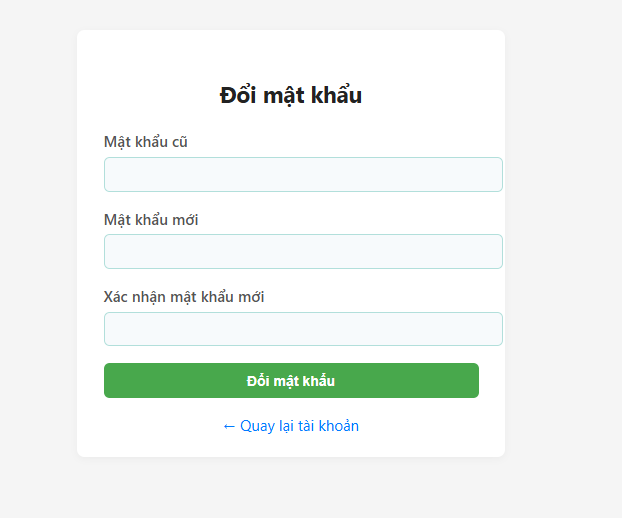 Đổi mật khẩu
Mật khẩu cũ
Mật khẩu mới
Xác nhận mật khẩu mới
Đổi mật khẩu
← Quay lại tài khoản